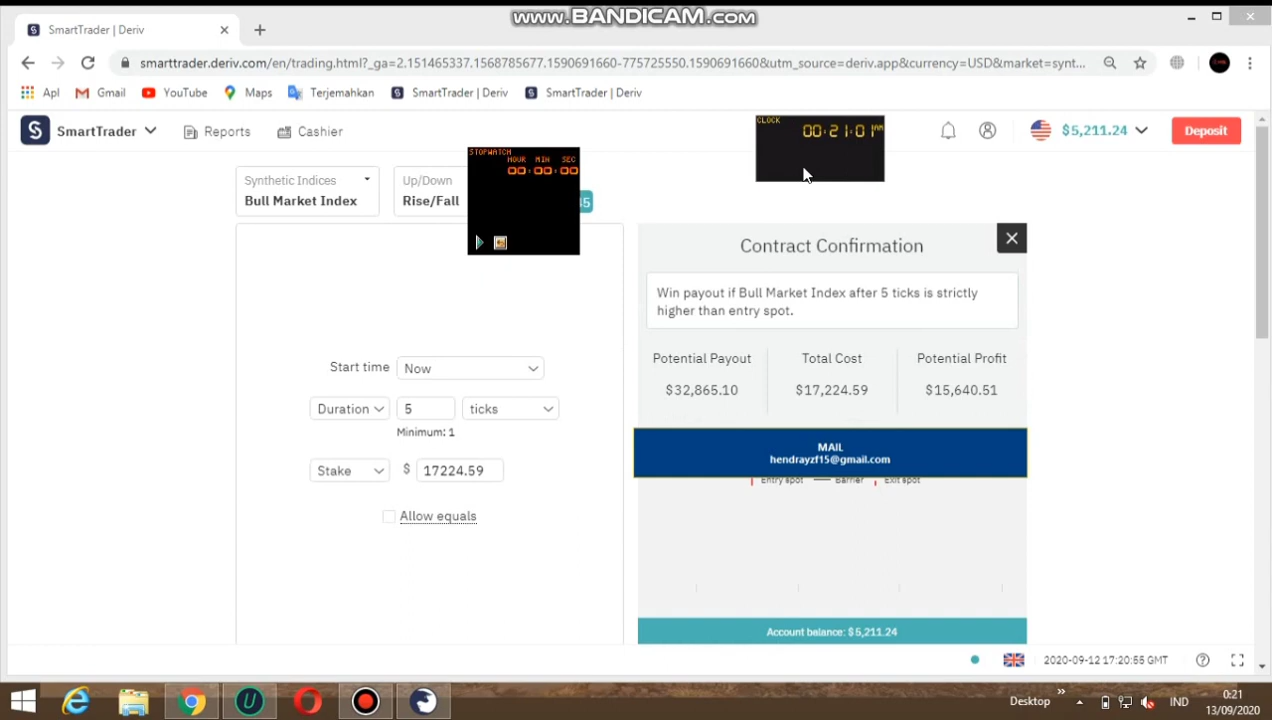 www.BANDICAM.com
SmartTrader | Deriv
smarttrader.deriv.com/en/trading.html?_ga=2.151465337.1568785677.1590691660-775725550.1590691660&utm_source=deriv.app&currency=USD&market=synt...
Apl Gmail YouTube Maps Terjemahkan SmartTrader | Deriv SmartTrader | Deriv
SmartTrader Reports Cashier
CLOCK
00:21:01AM
$5,211.24
Deposit
STOPWATCH
HOUR MIN SEC
00:00:00
Synthetic Indices
Bull Market Index
Up/Down
Rise/Fall
Contract Confirmation
Win payout if Bull Market Index after 5 ticks is strictly
higher than entry spot.
Potential Payout Total Cost Potential Profit
$32,865.10 $17,224.59 $15,640.51
Start time Now
Duration 5 ticks
Minimum: 1
Stake $ 17224.59
Allow equals
MAIL
hendrayzf15@gmail.com
Entry spot Barrier Exit spot
Account balance: $5,211.24
2020-09-12 17:20:55 GMT
Desktop IND
0:21
13/09/2020